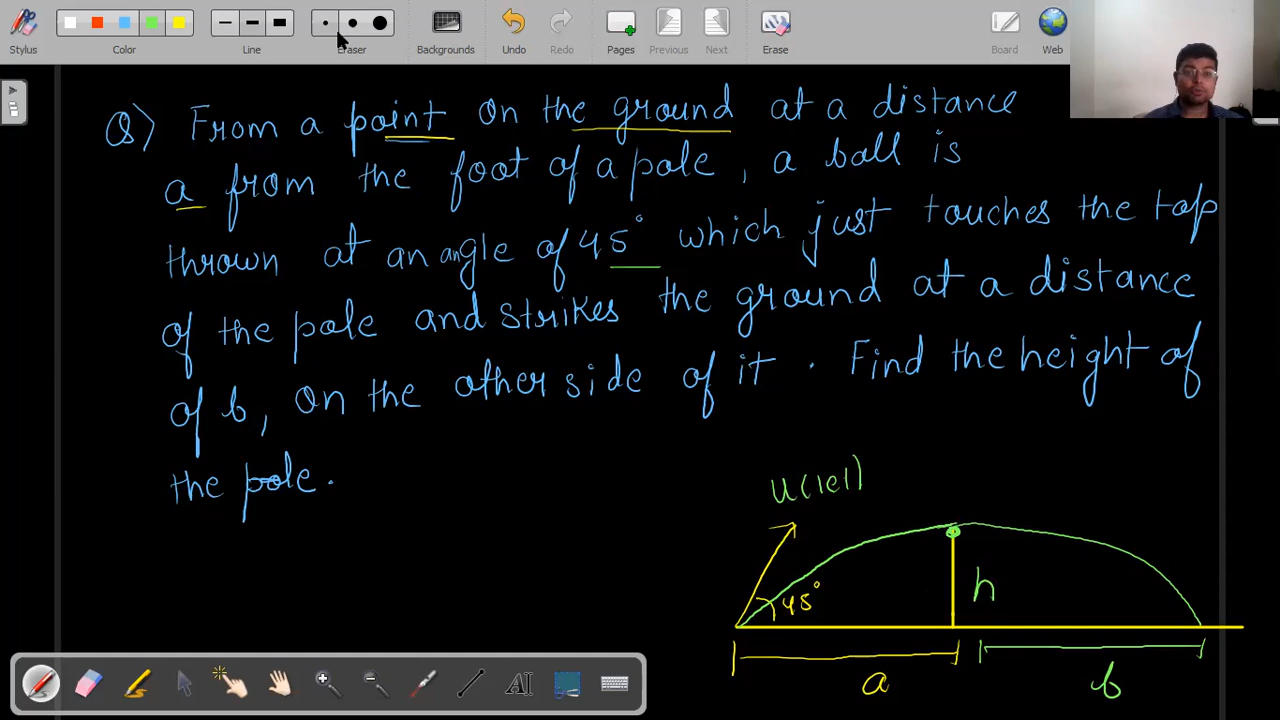 Stylus
Color
Line
Eraser
Backgrounds
Undo
Redo
Pages
Previous
Next
Erase
Board
Web
Q) From a point on the ground at a distance
a from the foot of a pole, a ball is
thrown at an angle of 45° which just touches the top
of the pole and strikes the ground at a distance
of b, on the other side of it. Find the height of
the pole.
u(let)
45°
h
a
b
AI